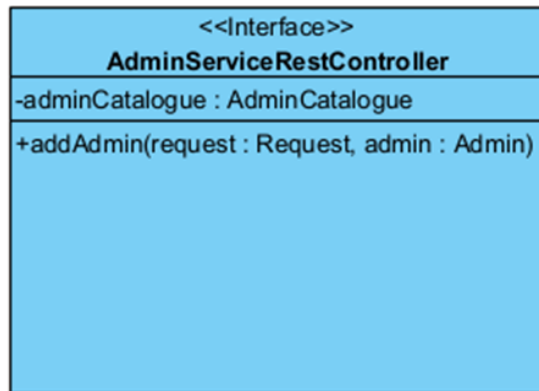 <<Interface>>
AdminServiceRestController
-adminCatalogue : AdminCatalogue
+addAdmin(request : Request, admin : Admin)